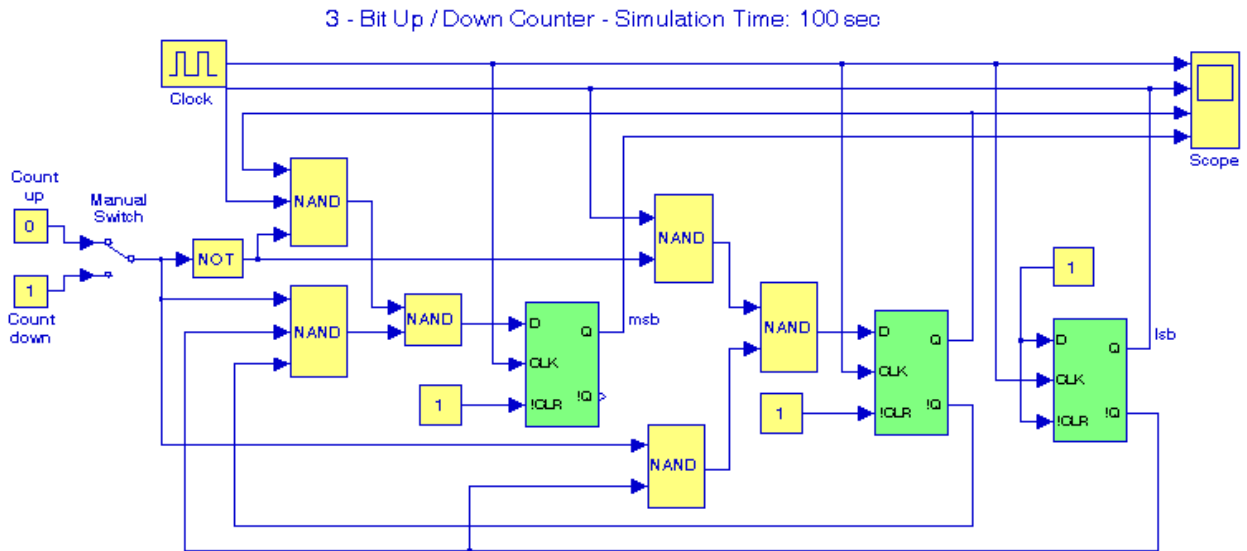 3 - Bit Up / Down Counter - Simulation Time: 100 sec
Clock
Scope
Count
up
Manual
Switch
0
NOT
1
Count
down
NAND
NAND
NAND
D
Q
CLK
!CLR
!Q
msb
1
NAND
NAND
NAND
D
Q
CLK
!CLR
!Q
1
1
D
Q
CLK
!CLR
!Q
lsb